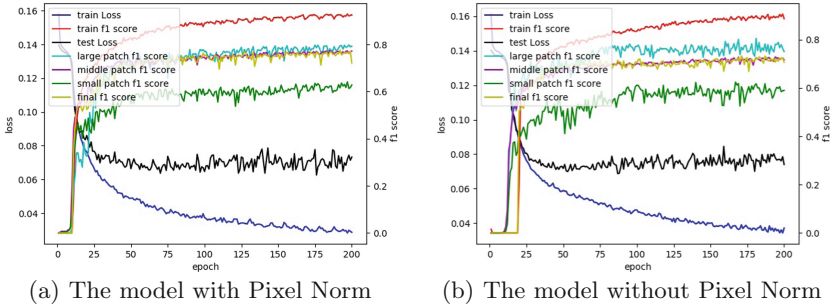 0.16
0.14
0.12
0.10
0.08
0.06
0.04
loss
train Loss
train f1 score
test Loss
large patch f1 score
middle patch f1 score
small patch f1 score
final f1 score
0.8
0.6
0.4
0.2
0.0
f1 score
0 25 50 75 100 125 150 175 200
epoch
(a) The model with Pixel Norm
0.16
0.14
0.12
0.10
0.08
0.06
0.04
loss
train Loss
train f1 score
test Loss
large patch f1 score
middle patch f1 score
small patch f1 score
final f1 score
0.8
0.6
0.4
0.2
0.0
f1 score
0 25 50 75 100 125 150 175 200
epoch
(b) The model without Pixel Norm